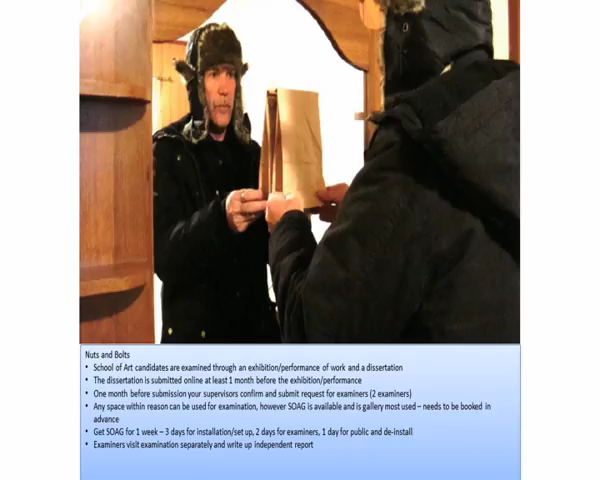 Nuts and Bolts
• School of Art candidates are examined through an exhibition/performance of work and a dissertation
• The dissertation is submitted online at least 1 month before the exhibition/performance
• One month before submission your supervisors confirm and submit request for examiners (2 examiners)
• Any space within reason can be used for examination, however SOAG is available and is gallery most used – needs to be booked in
advance
• Get SOAG for 1 week – 3 days for installation/set up, 2 days for examiners, 1 day for public and de-install
• Examiners visit examination separately and write up independent report